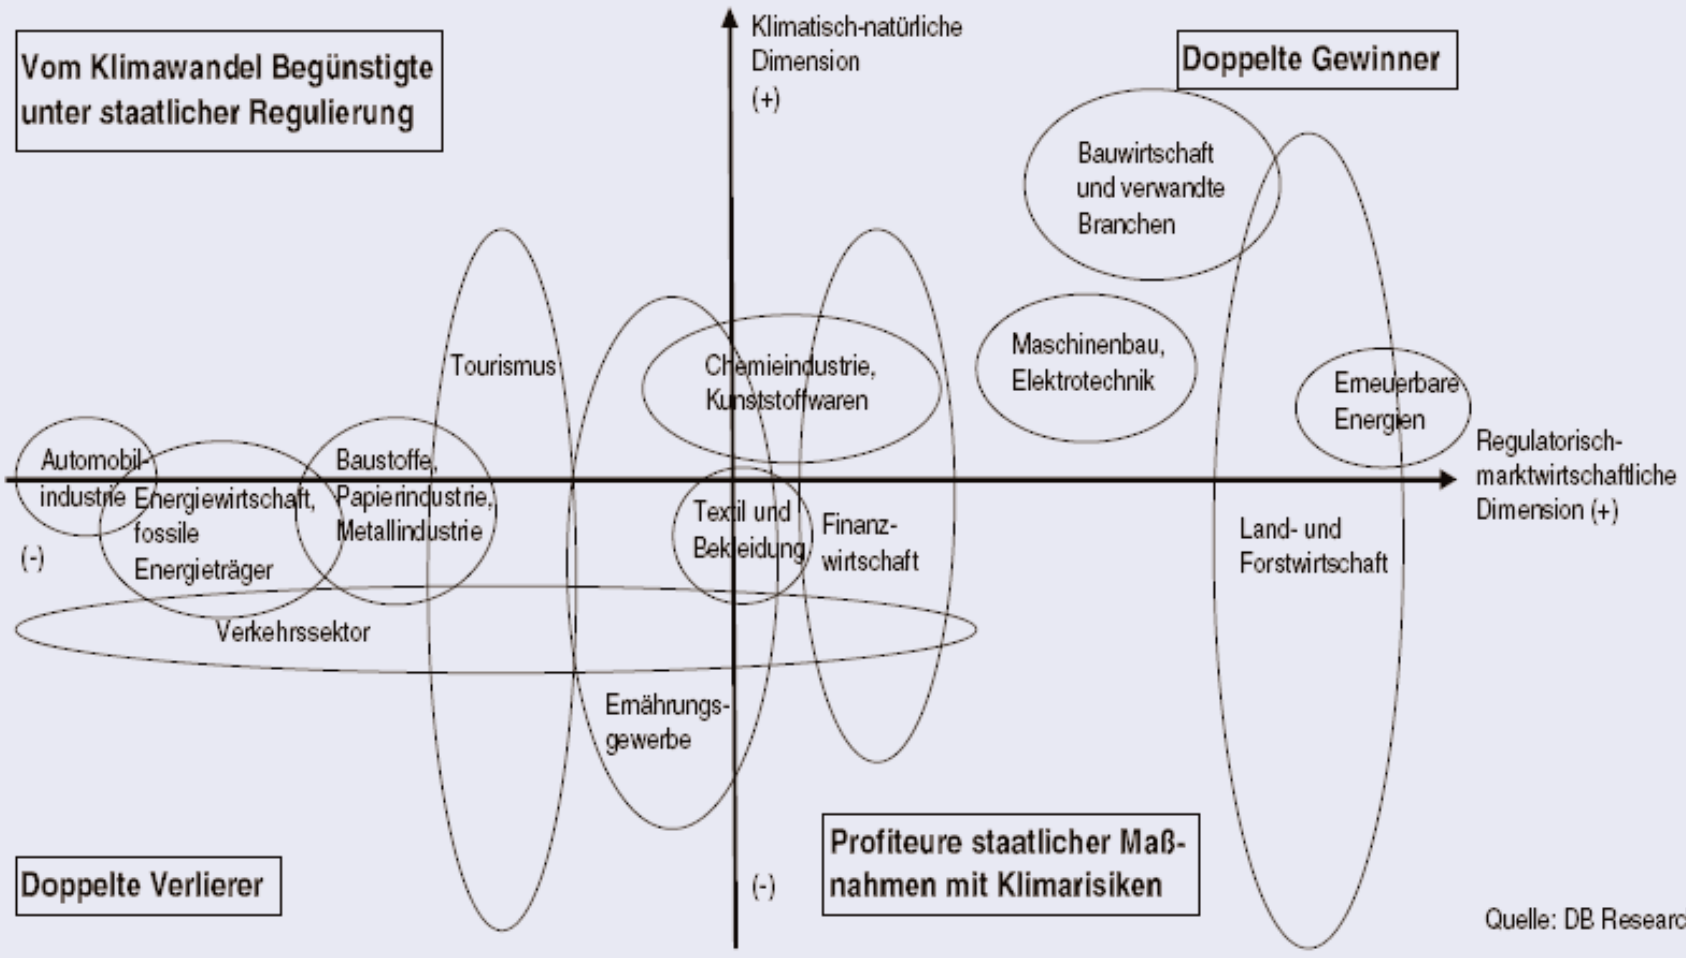 Klimatisch-natürliche
Dimension
(+)
Vom Klimawandel Begünstigte
unter staatlicher Regulierung
Doppelte Gewinner
Bauwirtschaft
und verwandte
Branchen
Tourismus
Chemieindustrie,
Kunststoffwaren
Maschinenbau,
Elektrotechnik
Erneuerbare
Energien
Automobil-
industrie
Energiewirtschaft,
fossile
Energieträger
Baustoffe,
Papierindustrie,
Metallindustrie
Textil und
Bekleidung
Finanz-
wirtschaft
Land- und
Forstwirtschaft
Regulatorisch-
marktwirtschaftliche
Dimension (+)
(-)
Verkehrssektor
Ernährungs-
gewerbe
Doppelte Verlierer
(-)
Profiteure staatlicher Maß-
nahmen mit Klimarisiken
Quelle: DB Researc